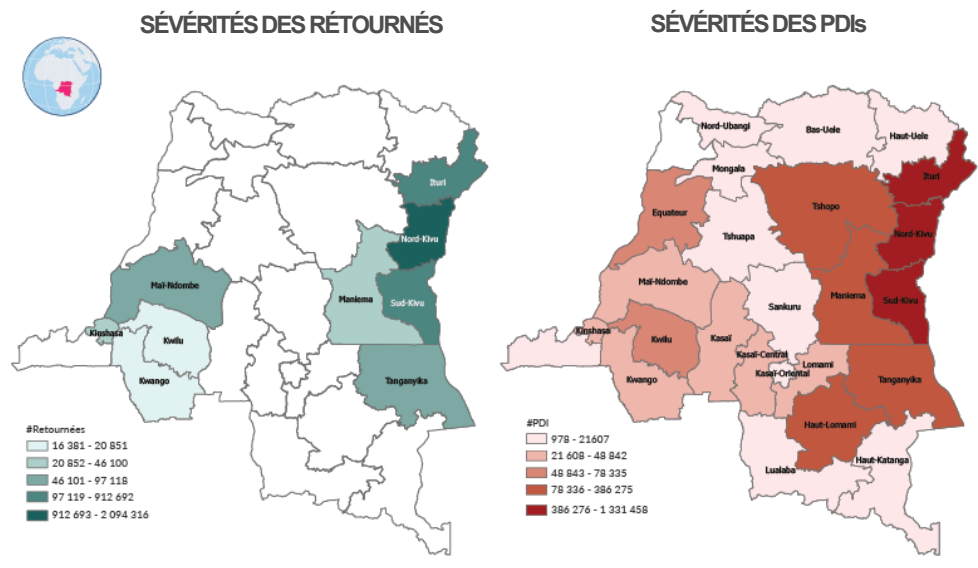 SÉVÉRITÉS DES RÉTOURNÉS
Ituri
Nord-Kivu
Maï-Ndombe
Maniema
Sud-Kivu
Kinshasa
Kwilu
Kwango
Tanganyika
#Retournées
16 381 - 20 851
20 852 - 46 100
46 101 - 97 118
97 119 - 912 692
912 693 - 2 094 316
SÉVÉRITÉS DES PDIs
Nord-Ubangi
Bas-Uele
Haut-Uele
Mongala
Ituri
Equateur
Tshopo
Nord-Kivu
Tshuapa
Maï-Ndombe
Maniema
Sud-Kivu
Sankuru
Kinshasa
Kwilu
Kasaï
Kasaï-Central
Lomami
Kasaï-Oriental
Kwango
Tanganyika
Haut-Lomami
Haut-Katanga
Lualaba
#PDI
978 - 21607
21 608 - 48 842
48 843 - 78 335
78 336 - 386 275
386 276 - 1 331 458